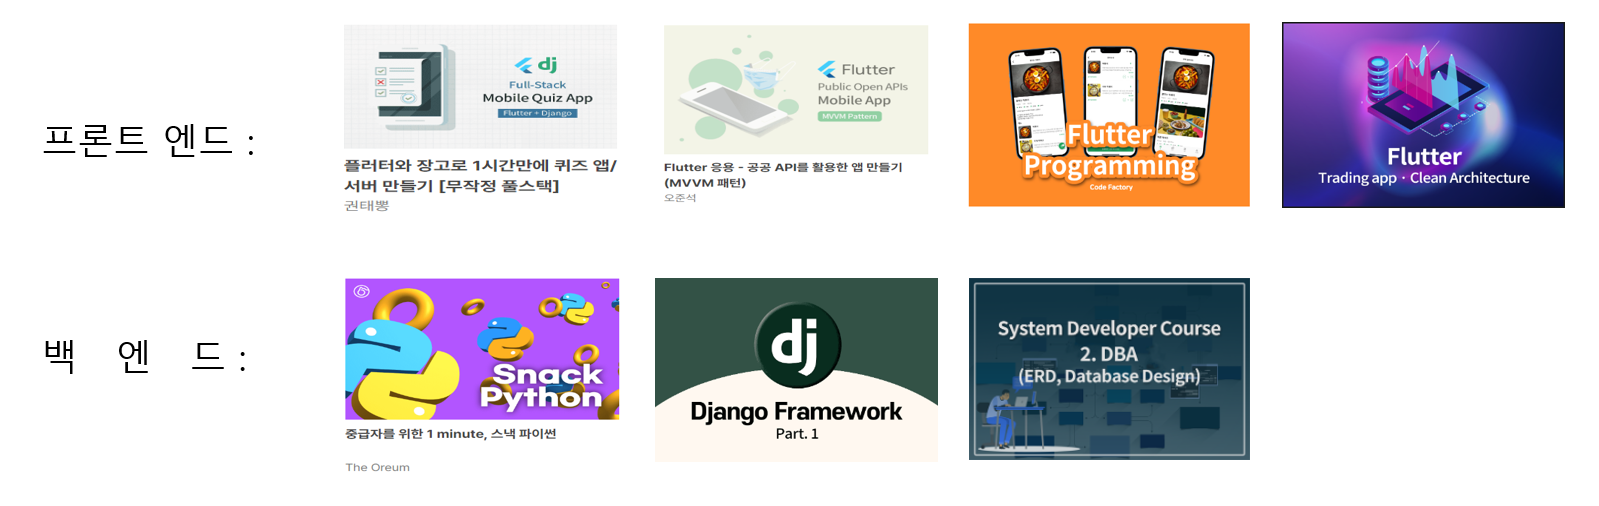 프론트 엔드 :
dj
Full-Stack
Mobile Quiz App
Flutter + Django
플러터와 장고로 1시간만에 퀴즈 앱/
서버 만들기 [무작정 풀스택]
권태뽕
Flutter
Public Open APIs
Mobile App
MVVM Pattern
Flutter 응용 - 공공 API를 활용한 앱 만들기
(MVVM 패턴)
오준석
Flutter
Programming
Code Factory
Flutter
Trading app · Clean Architecture
백 엔 드 :
Snack
Python
중급자를 위한 1 minute, 스낵 파이썬
The Oreum
dj
Django Framework
Part. 1
System Developer Course
2. DBA
(ERD, Database Design)